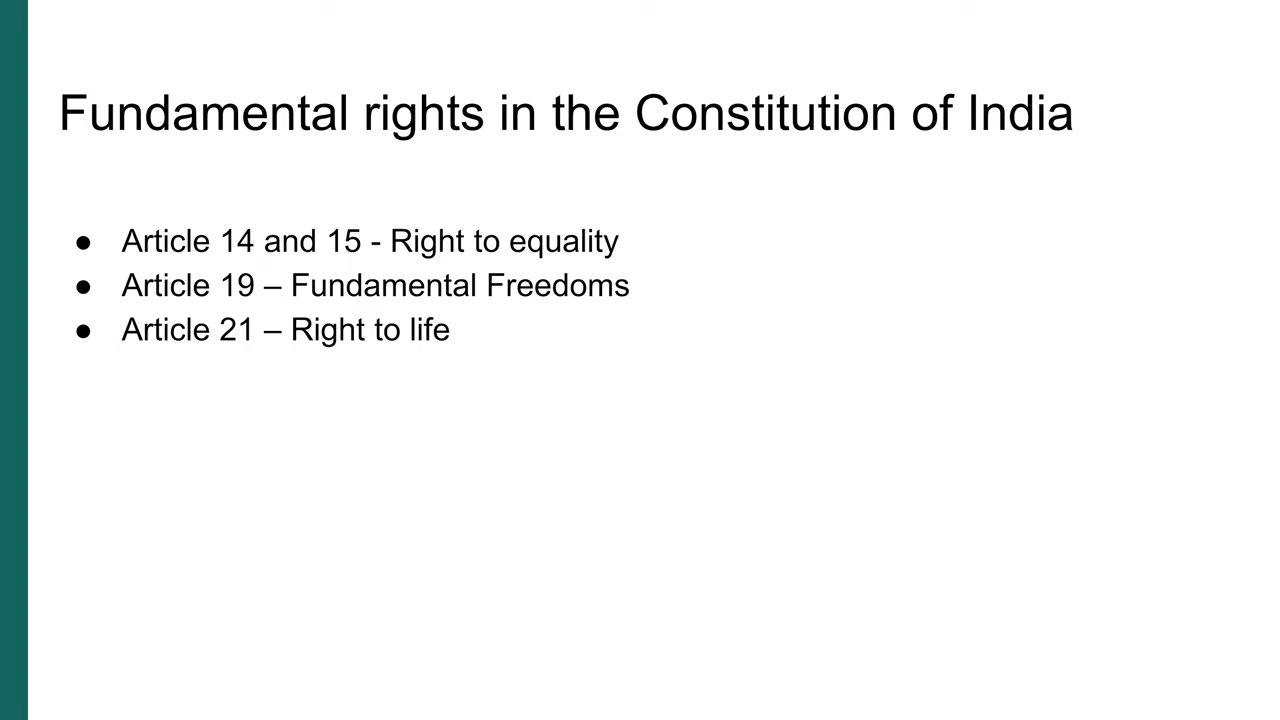 Fundamental rights in the Constitution of India
● Article 14 and 15 - Right to equality
● Article 19 – Fundamental Freedoms
● Article 21 – Right to life